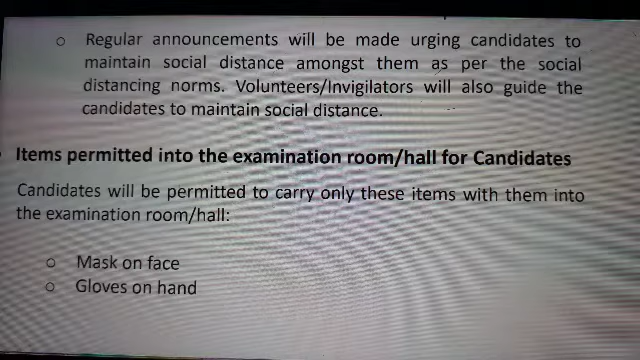 ○ Regular announcements will be made urging candidates to
maintain social distance amongst them as per the social
distancing norms. Volunteers/Invigilators will also guide the
candidates to maintain social distance.
Items permitted into the examination room/hall for Candidates
Candidates will be permitted to carry only these items with them into
the examination room/hall:
○ Mask on face
○ Gloves on hand